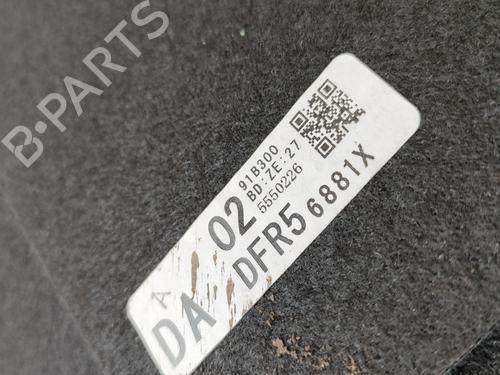 B-PARTS
91B300
02 BD:ZE:27
5550226
A
DA DFR5 6881X